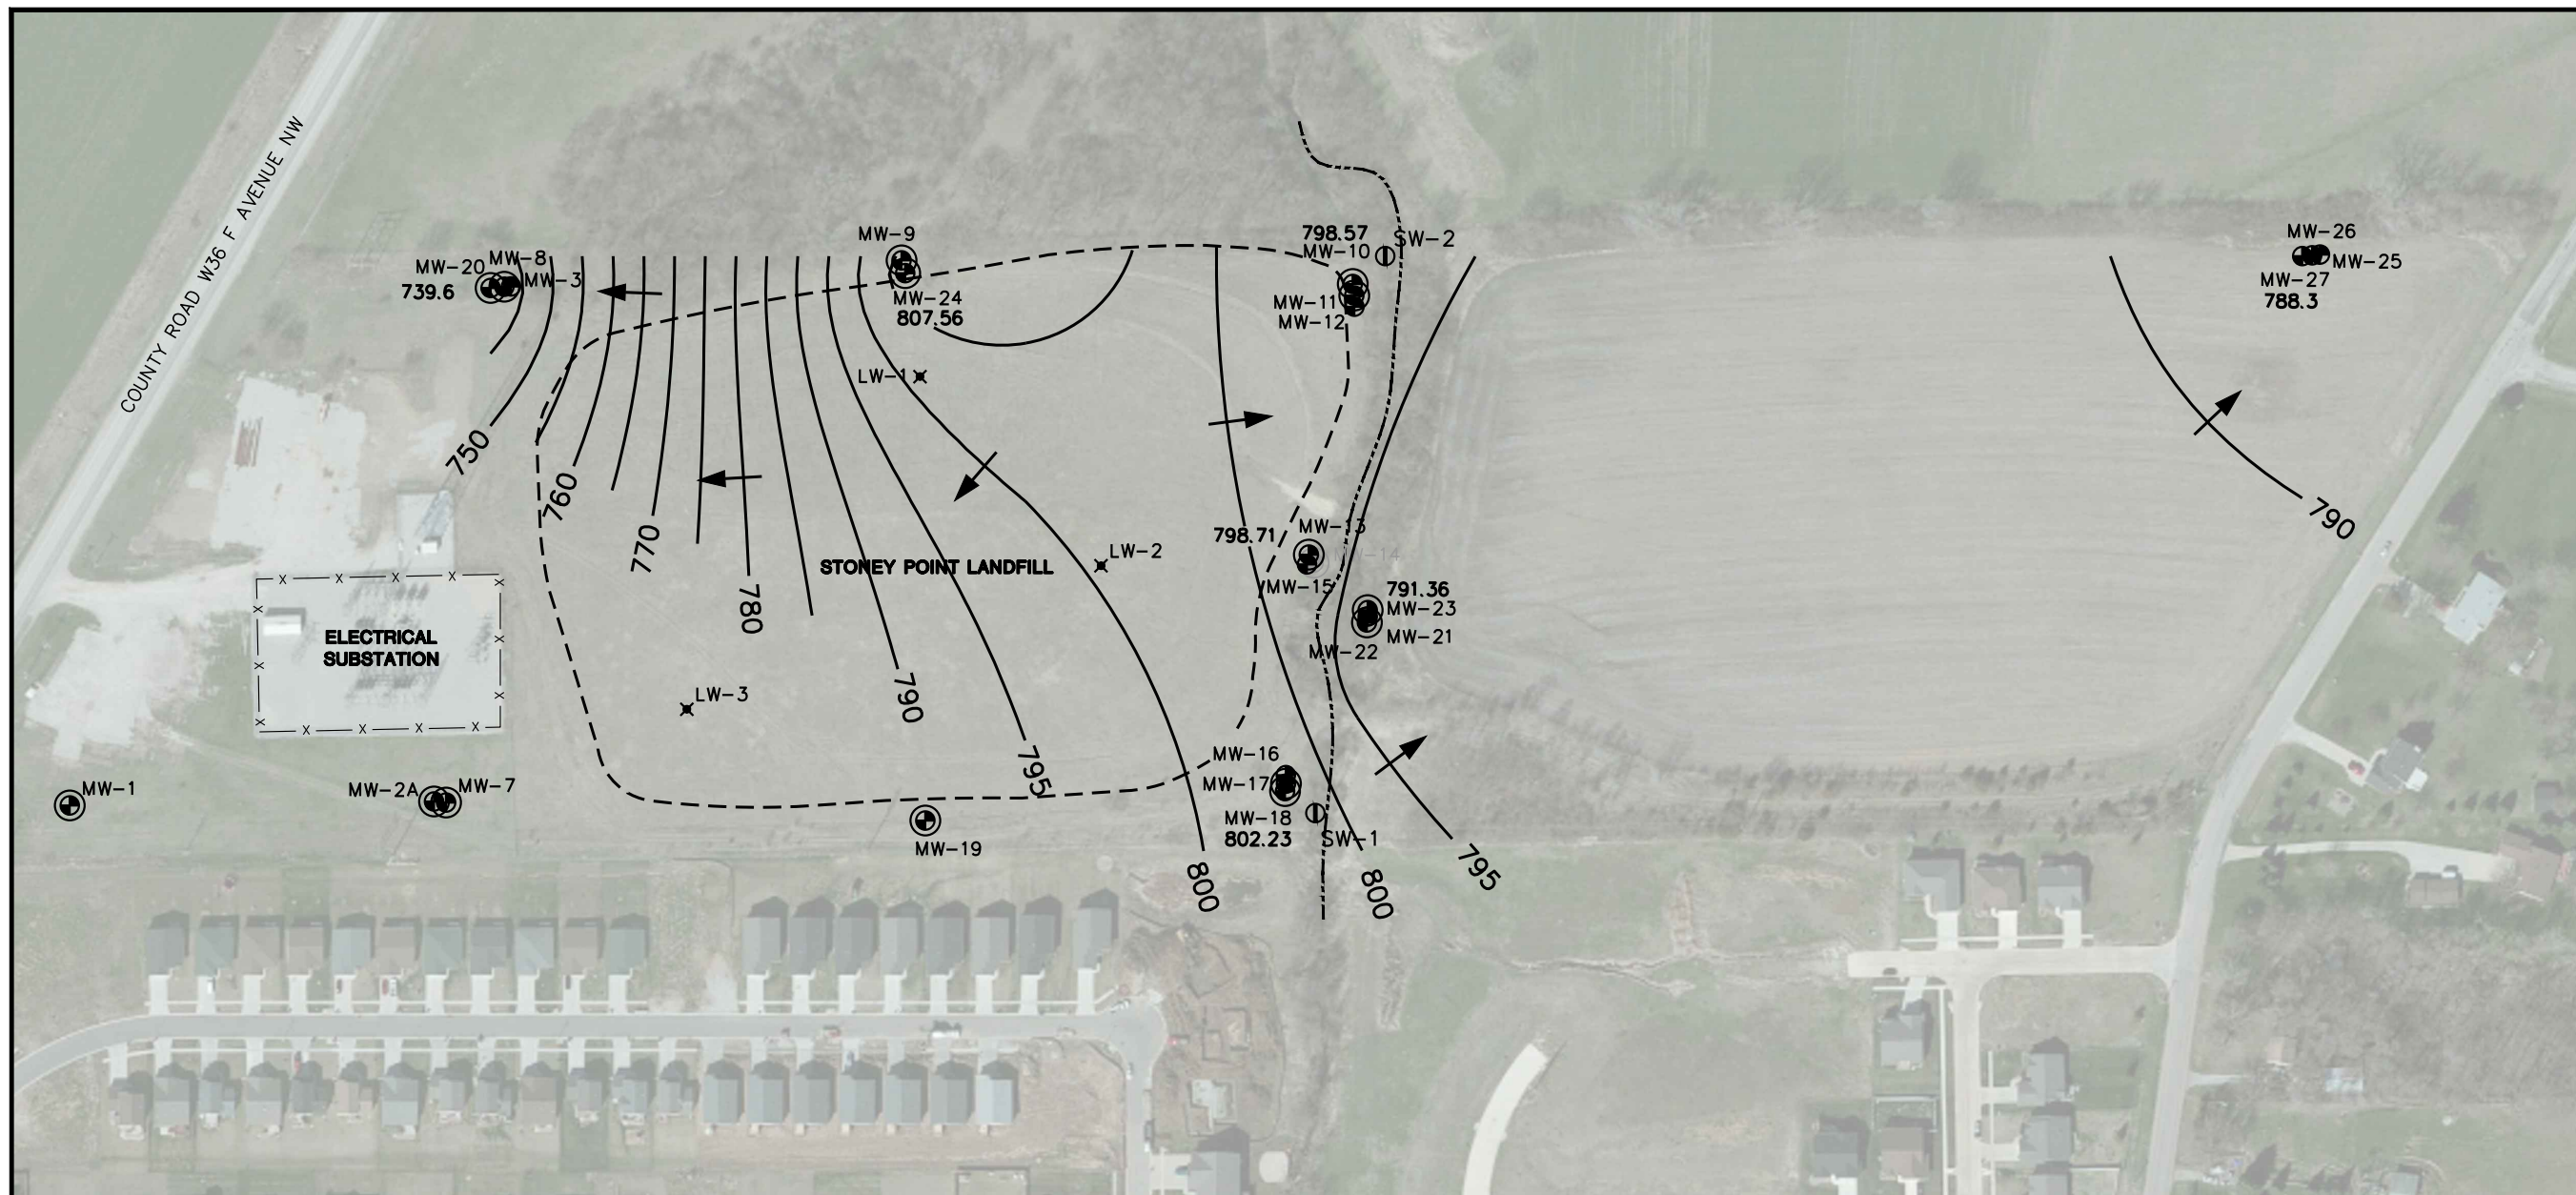 COUNTY ROAD W36 F AVENUE NW
MW-9
798.57
SW-2
MW-10
MW-26
MW-8
MW-20
MW-3
739.6
MW-25
MW-27
788.3
MW-24
807.56
MW-11
MW-12
LW-1
750
760
770
780
790
795
800
800
795
790
798.71
MW-13
MW-14
MW-15
LW-2
STONEY POINT LANDFILL
791.36
MW-23
MW-21
MW-22
X X X X X
X X
X X
X X X X X
ELECTRICAL
SUBSTATION
LW-3
MW-16
MW-17
MW-18
802.23
SW-1
MW-1
MW-2A
MW-7
MW-19